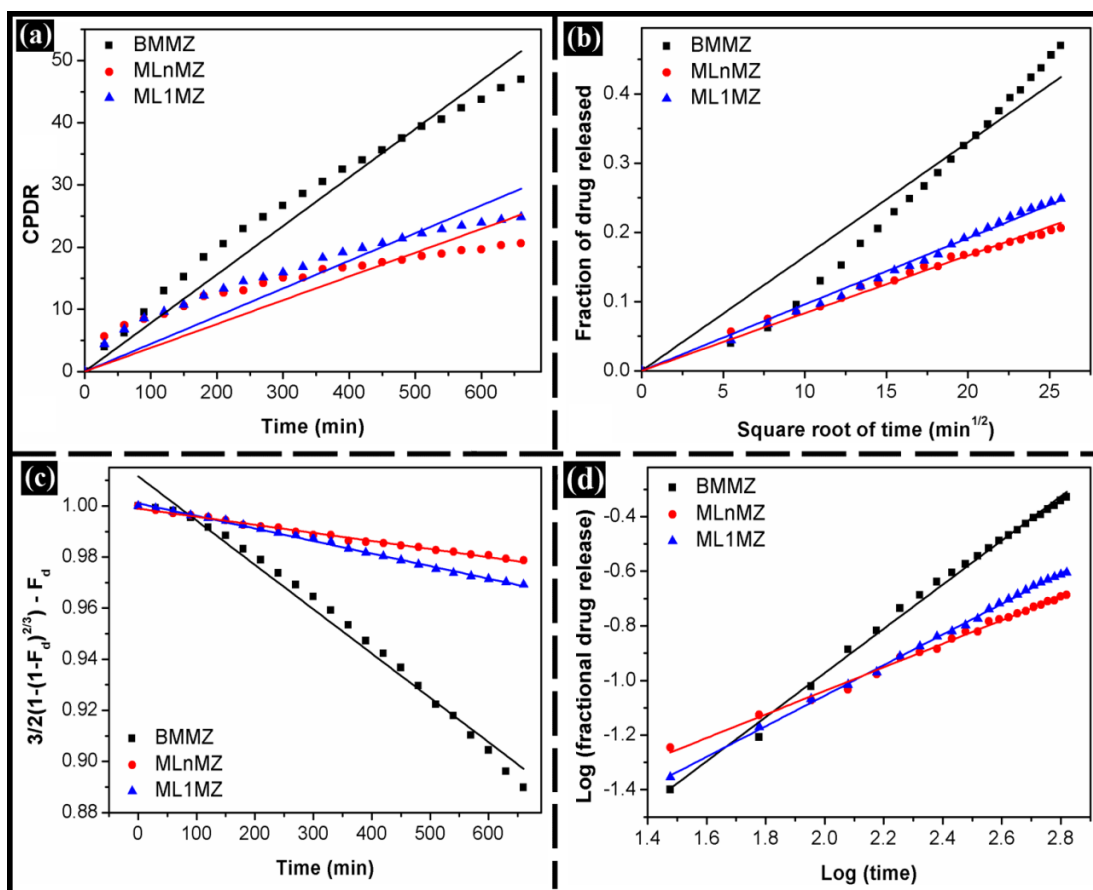 (a)
BMMZ
MLnMZ
ML1MZ
CPDR
50
40
30
20
10
0
0 100 200 300 400 500 600
Time (min)
(b)
BMMZ
MLnMZ
ML1MZ
Fraction of drug released
0.4
0.2
0.1
0.0
0 5 10 15 20 25
Square root of time (min^{1/2})
(c)
3/2(1-(1-F_d)^{2/3}) - F_d
1.00
0.98
0.96
0.94
0.92
0.90
0.88
BMMZ
MLnMZ
ML1MZ
0 100 200 300 400 500 600
Time (min)
(d)
BMMZ
MLnMZ
ML1MZ
Log (fractional drug release)
-0.4
-0.6
-0.8
-1.0
-1.2
-1.4
1.4 1.6 1.8 2.0 2.2 2.4 2.6 2.8
Log (time)